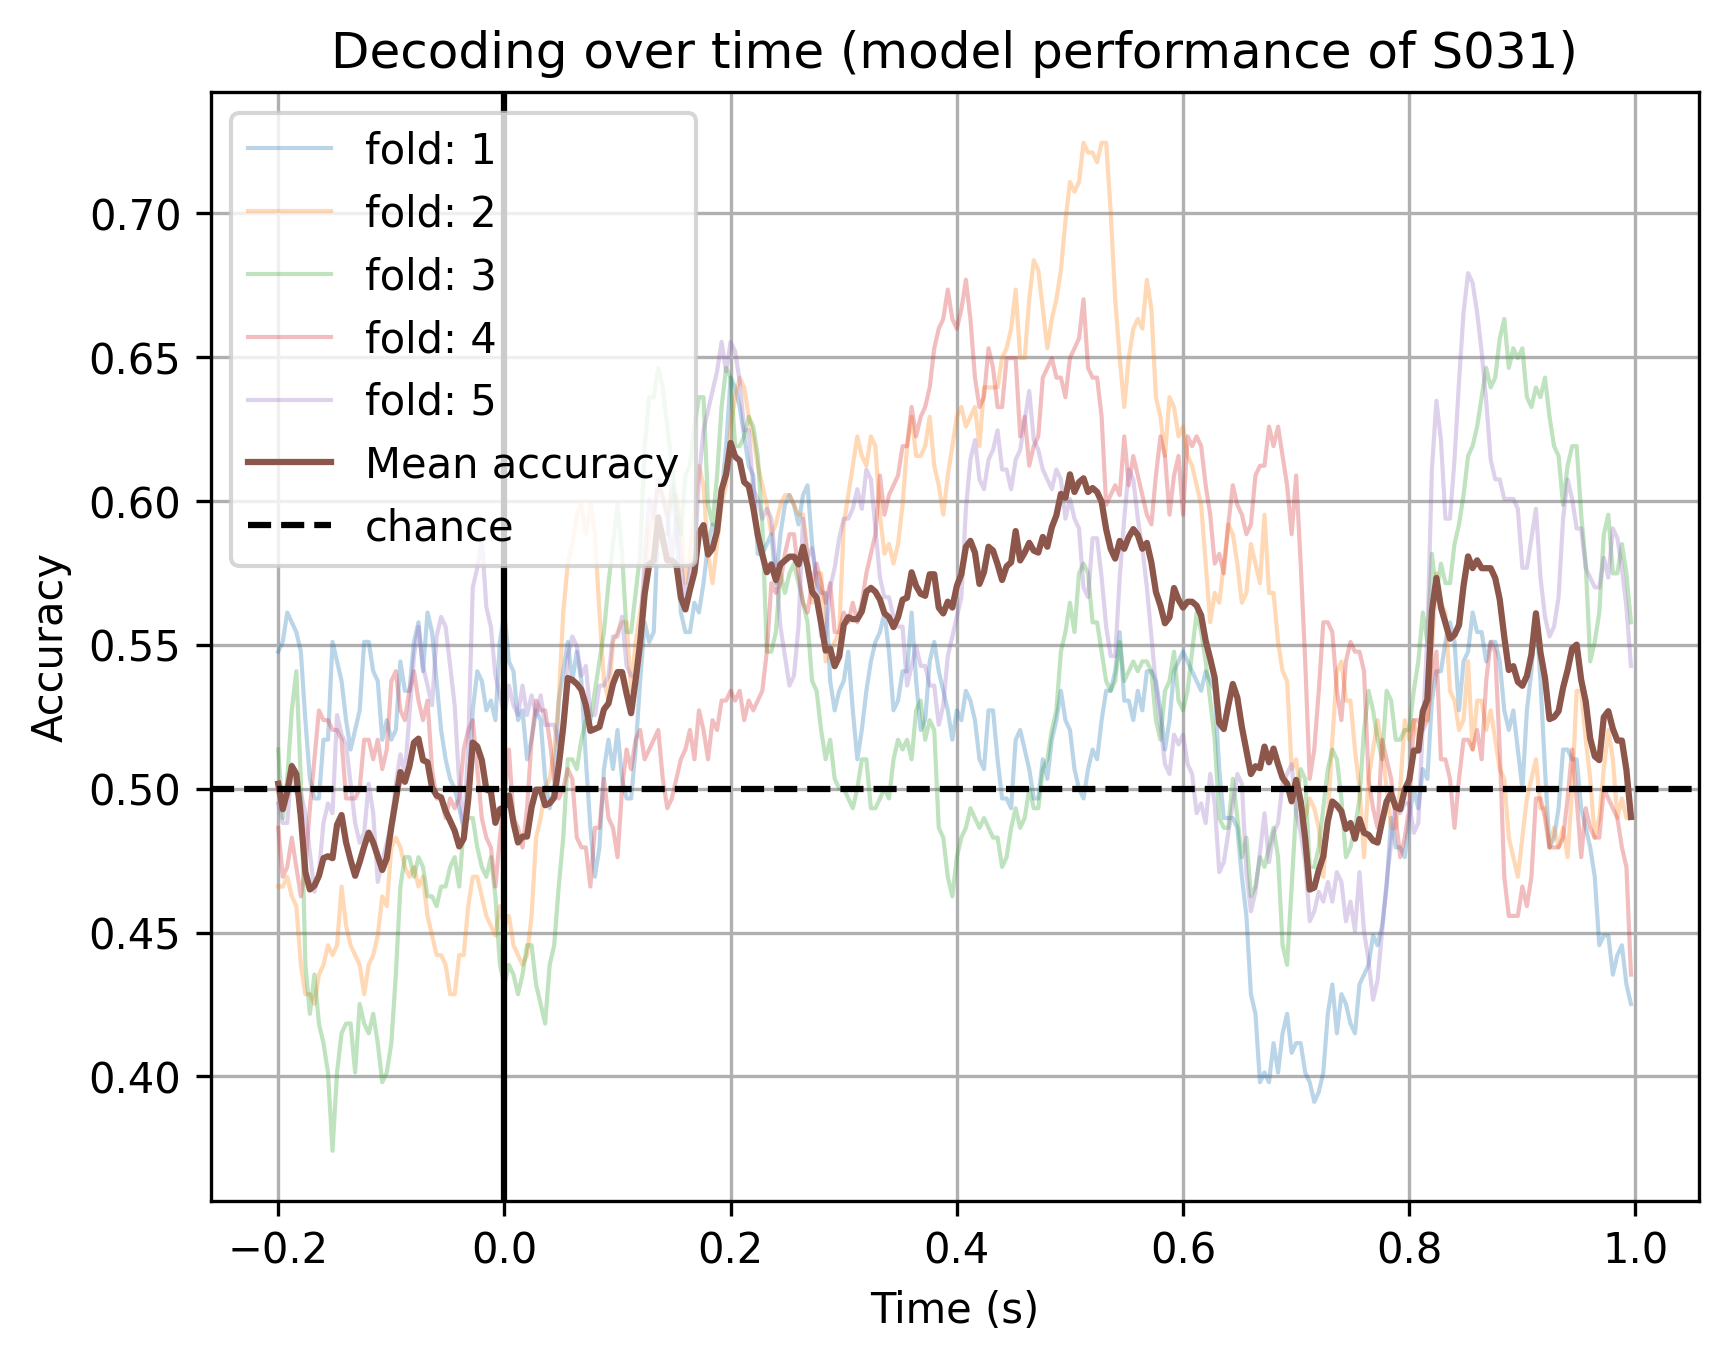 Decoding over time (model performance of S031)
fold: 1
fold: 2
fold: 3
fold: 4
fold: 5
Mean accuracy
chance
Accuracy
0.70
0.65
0.60
0.55
0.50
0.45
0.40
−0.2 0.0 0.2 0.4 0.6 0.8 1.0
Time (s)